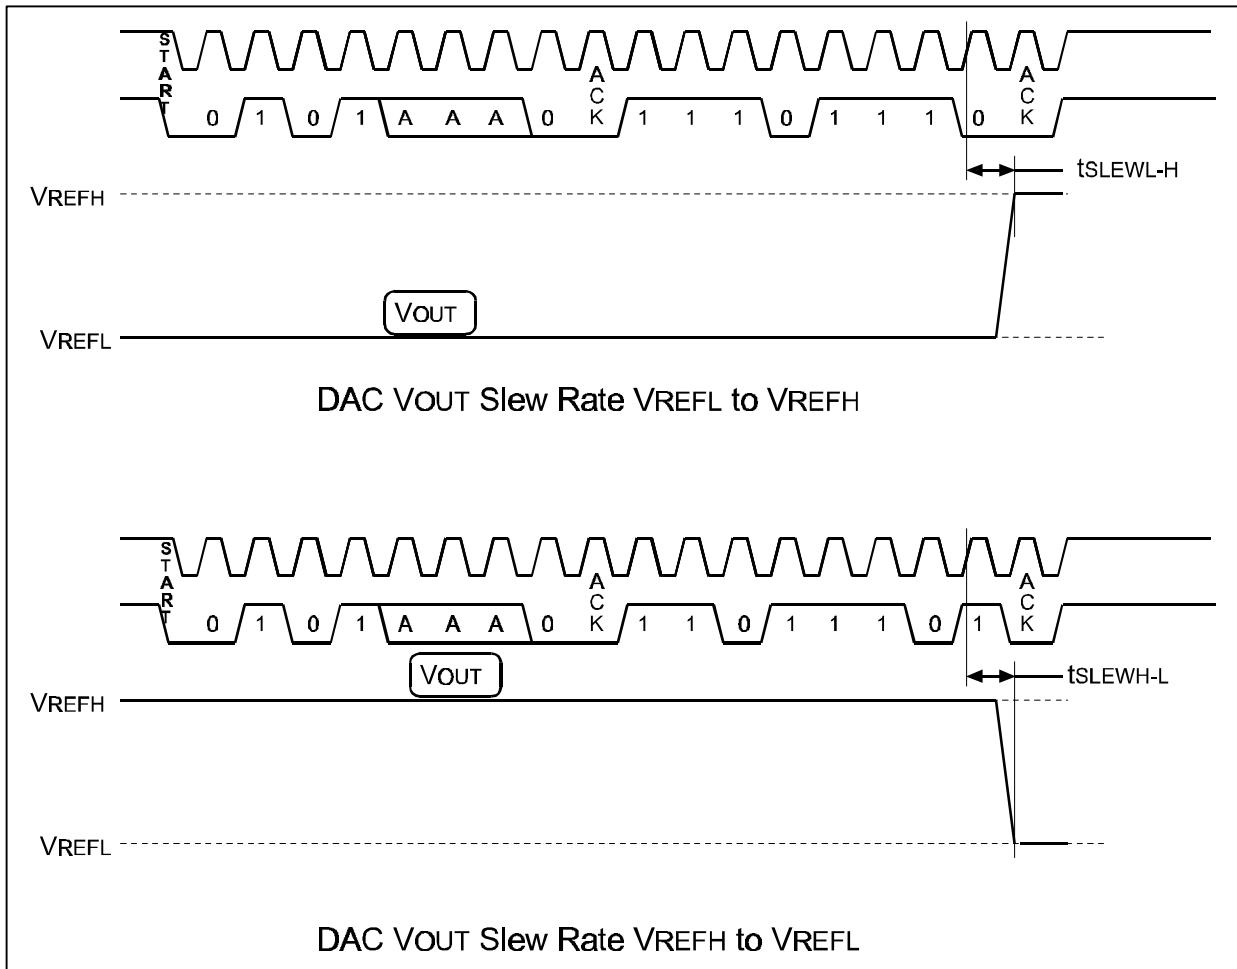 START
0 1 0 1 A A A 0 ACK 1 1 1 0 1 1 1 0 ACK
tSLEWL-H
VREFH
VOUT
VREFL
DAC VOUT Slew Rate VREFL to VREFH
START
0 1 0 1 A A A 0 ACK 1 1 0 1 1 1 0 1 ACK
VOUT
tSLEWH-L
VREFH
VREFL
DAC VOUT Slew Rate VREFH to VREFL